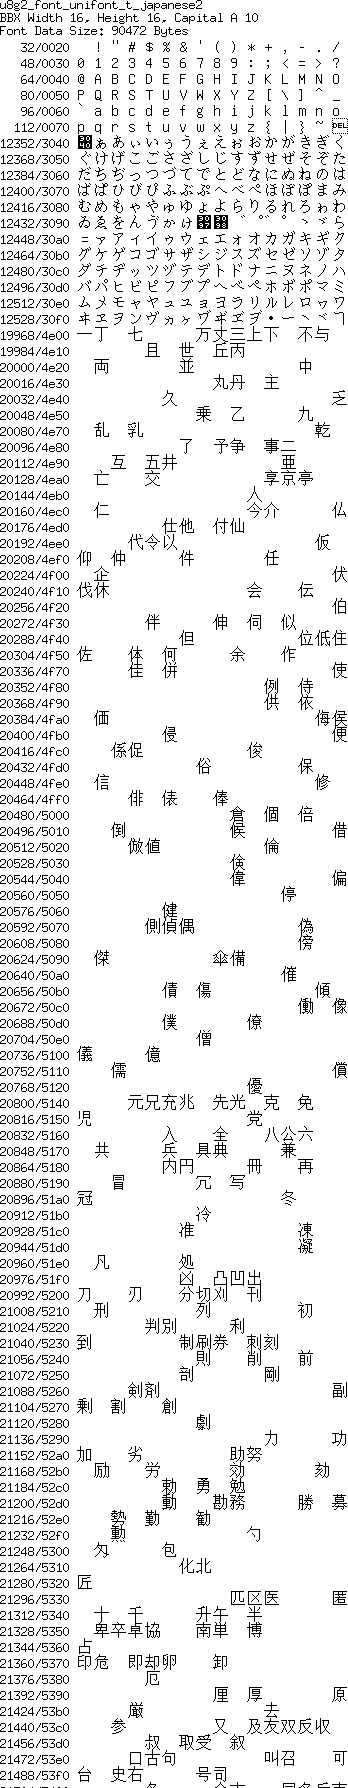 u8g2_font_unifont_t_japanese2
BBX Width 16, Height 16, Capital A 10
Font Data Size: 90472 Bytes
32/0020 ! " # $ % & ' ( ) * + , - . /
48/0030 0 1 2 3 4 5 6 7 8 9 : ; < = > ?
64/0040 @ A B C D E F G H I J K L M N O
80/0050 P Q R S T U V W X Y Z [ \ ] ^ _
96/0060 ` a b c d e f g h i j k l m n o
112/0070 p q r s t u v w x y z { | } ~ DEL
12352/3040 ぁあぃいぅうぇえぉおかがきぎく
12368/3050 ぐけげこごさざしじすずせぜそぞた
12384/3060 だちぢっつづてでとどなにぬねのは
12400/3070 ばぱひびぴふぶぷへべぺほぼぽまみ
12416/3080 むめもゃやゅゆょよらりるれろゎわ
12432/3090 ゐゑをんゔゕゖ ゛゜ゝゞゟ
12448/30a0 ゠ァアィイゥウェエォオカガキギク
12464/30b0 グケゲコゴサザシジスズセゼソゾタ
12480/30c0 ダチヂッツヅテデトドナニヌネノハ
12496/30d0 バパヒビピフブプヘベペホボポマミ
12512/30e0 ムメモャヤュユョヨラリルレロヮワ
12528/30f0 ヰヱヲンヴヵヶヷヸヹヺ・ーヽヾヿ
19968/4e00 一丁 七 万丈三上下 不与
19984/4e10 且 世 丘丙
20000/4e20 両 並 中
20016/4e30 丸丹 主
20032/4e40 久 乏
20048/4e50 乗 乙 九
20080/4e70 乱 乳 乾
20096/4e80 了 予争 事二
20112/4e90 互 五井 亜
20128/4ea0 亡 交 享京亭
20144/4eb0 人
20160/4ec0 仁 今介 仏
20176/4ed0 仕他 付仙
20192/4ee0 代令以 仮
20208/4ef0 仰 仲 件 任
20224/4f00 企 伏
20240/4f10 伐休 会 伝
20256/4f20 伯
20272/4f30 伴 伸 伺 似
20288/4f40 但 位低住
20304/4f50 佐 体 何 余 作
20336/4f70 佳 併 使
20352/4f80 例 侍
20368/4f90 供 依
20384/4fa0 価 侮侯
20400/4fb0 侵 便
20416/4fc0 係促 俊
20432/4fd0 俗 保
20448/4fe0 信 修
20464/4ff0 俳 俵 俸
20480/5000 倉 個 倍
20496/5010 倒 候 借
20512/5020 倣値 倫
20528/5030 倹
20544/5040 偉 偏
20560/5050 停
20576/5060 健
20592/5070 側偵偶 偽
20608/5080 傍
20624/5090 傑 傘備
20640/50a0 催
20656/50b0 債 傷 傾
20672/50c0 働 像
20688/50d0 僕 僚
20704/50e0 僧
20736/5100 儀 億
20752/5110 儒 償
20768/5120 優
20800/5140 元兄充兆 先光 克 免
20816/5150 児 党
20832/5160 入 全 八公六
20848/5170 共 兵 具典 兼
20864/5180 内円 冊 再
20880/5190 冒 冗 写
20896/51a0 冠 冬
20912/51b0 冷
20928/51c0 准 凍
20944/51d0 凝
20960/51e0 凡 処
20976/51f0 凶 凸凹出
20992/5200 刀 刃 分切刈 刊
21008/5210 刑 列 初
21024/5220 判別 利
21040/5230 到 制刷券 刺刻
21056/5240 則 削 前
21072/5250 剖 剛
21088/5260 剣剤 副
21104/5270 剰 割 創
21120/5280 劇
21136/5290 力 功
21152/52a0 加 劣 助努
21168/52b0 励 労 効 劾
21184/52c0 勅 勇 勉
21200/52d0 動 勘務 勝 募
21216/52e0 勢 勤 勧
21232/52f0 勲 勺
21248/5300 匁 包
21264/5310 化北
21280/5320 匠
21296/5330 匹区医 匿
21312/5340 十 千 升午 半
21328/5350 卑卒卓協 南単 博
21344/5360 占
21360/5370 印危 即却卵 卸
21376/5380 厄
21392/5390 厘 厚 原
21424/53b0 厳 去
21440/53c0 参 又 及友双反収
21456/53d0 叔 取受 叙
21472/53e0 口古句 叫召 可
21488/53f0 台 史右 号司